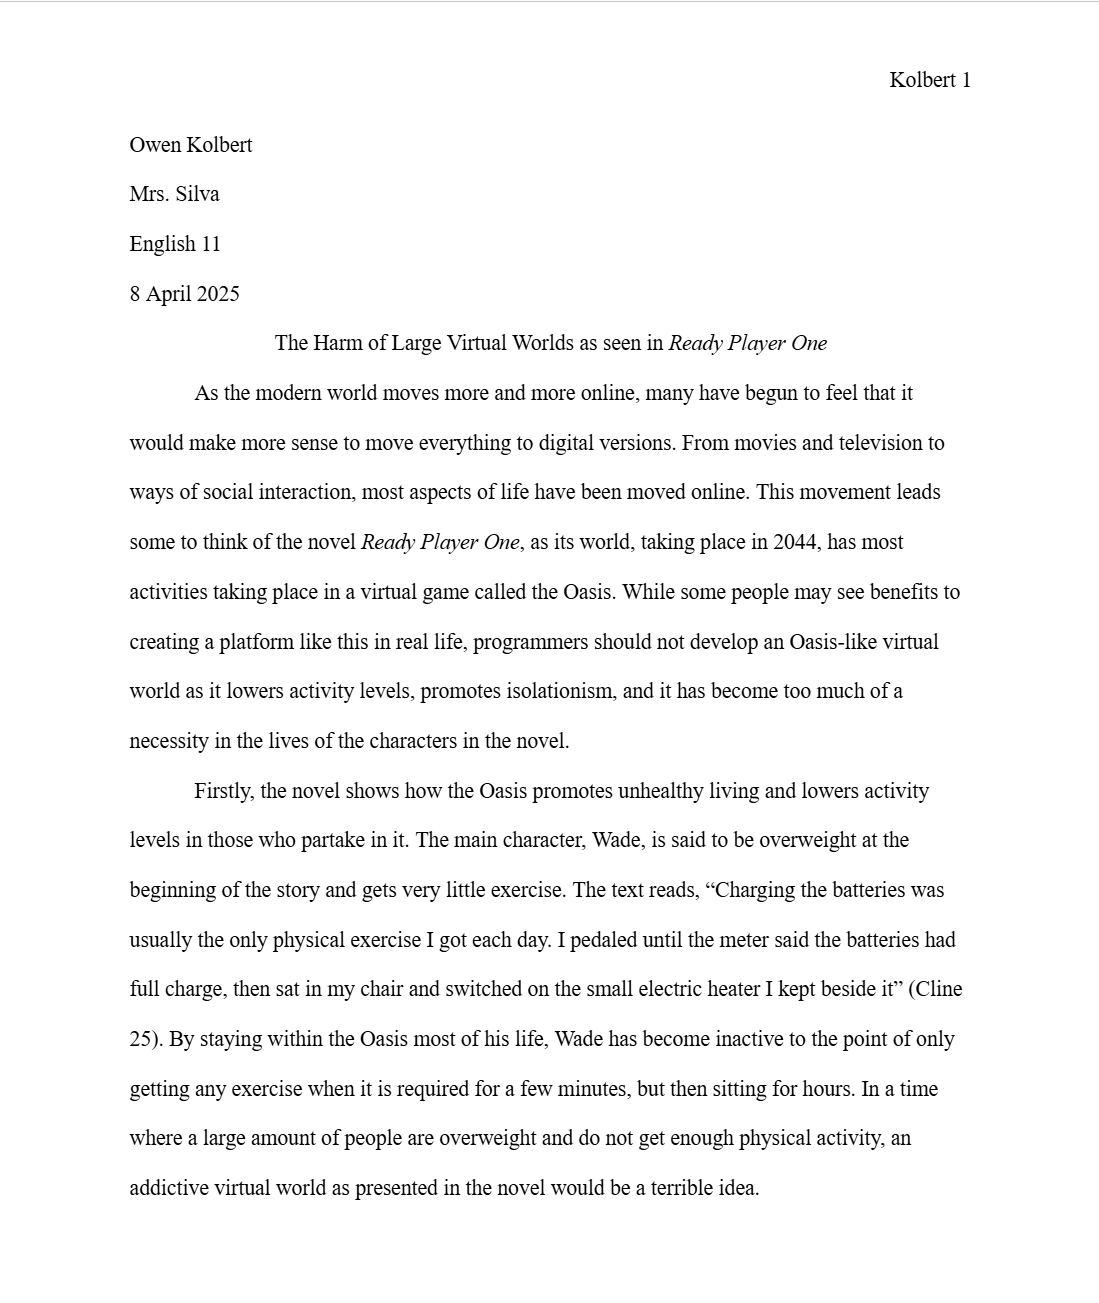 Kolbert 1
Owen Kolbert
Mrs. Silva
English 11
8 April 2025
The Harm of Large Virtual Worlds as seen in Ready Player One
As the modern world moves more and more online, many have begun to feel that it
would make more sense to move everything to digital versions. From movies and television to
ways of social interaction, most aspects of life have been moved online. This movement leads
some to think of the novel Ready Player One, as its world, taking place in 2044, has most
activities taking place in a virtual game called the Oasis. While some people may see benefits to
creating a platform like this in real life, programmers should not develop an Oasis-like virtual
world as it lowers activity levels, promotes isolationism, and it has become too much of a
necessity in the lives of the characters in the novel.
Firstly, the novel shows how the Oasis promotes unhealthy living and lowers activity
levels in those who partake in it. The main character, Wade, is said to be overweight at the
beginning of the story and gets very little exercise. The text reads, “Charging the batteries was
usually the only physical exercise I got each day. I pedaled until the meter said the batteries had
full charge, then sat in my chair and switched on the small electric heater I kept beside it” (Cline
25). By staying within the Oasis most of his life, Wade has become inactive to the point of only
getting any exercise when it is required for a few minutes, but then sitting for hours. In a time
where a large amount of people are overweight and do not get enough physical activity, an
addictive virtual world as presented in the novel would be a terrible idea.